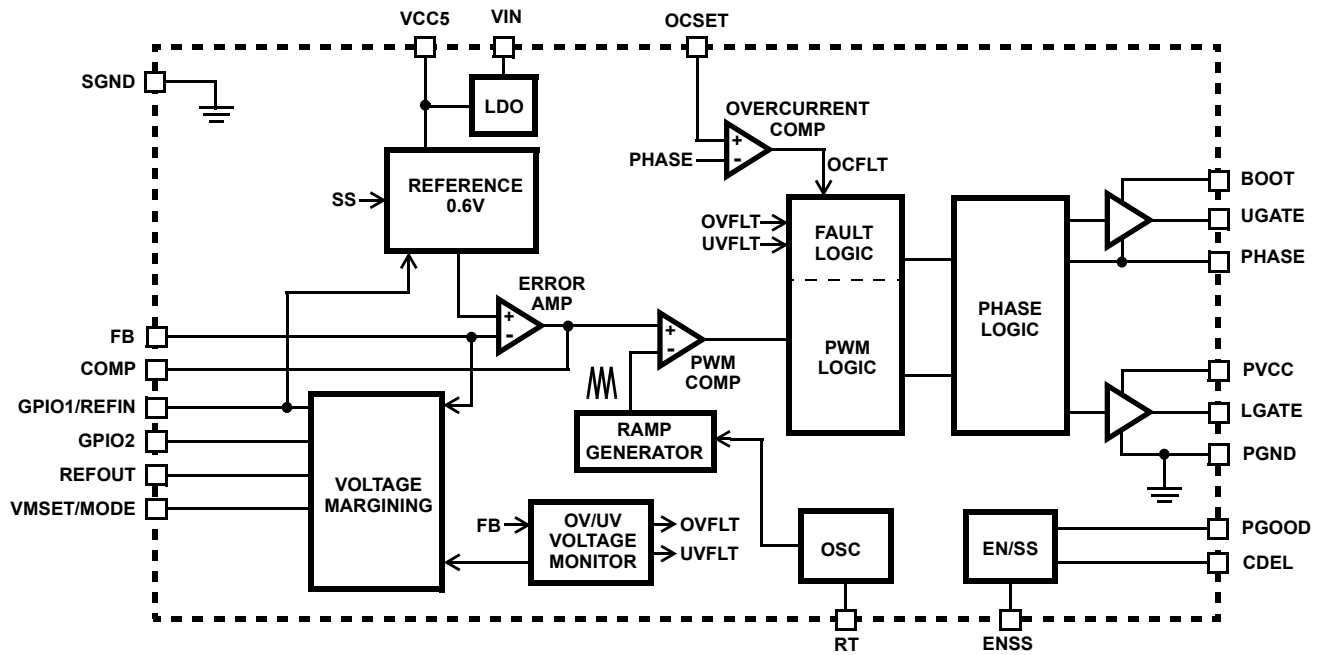 VCC5
VIN
OCSET
SGND
LDO
OVERCURRENT
COMP
+
-
PHASE
OCFLT
REFERENCE
0.6V
SS
OVFLT
UVFLT
FAULT
LOGIC
BOOT
UGATE
PHASE
ERROR
AMP
+
-
PHASE
LOGIC
FB
COMP
+
-
PWM
COMP
PWM
LOGIC
PVCC
LGATE
PGND
GPIO1/REFIN
GPIO2
REFOUT
VMSET/MODE
VOLTAGE
MARGINING
RAMP
GENERATOR
FB
OV/UV
VOLTAGE
MONITOR
OVFLT
UVFLT
OSC
EN/SS
PGOOD
CDEL
RT
ENSS